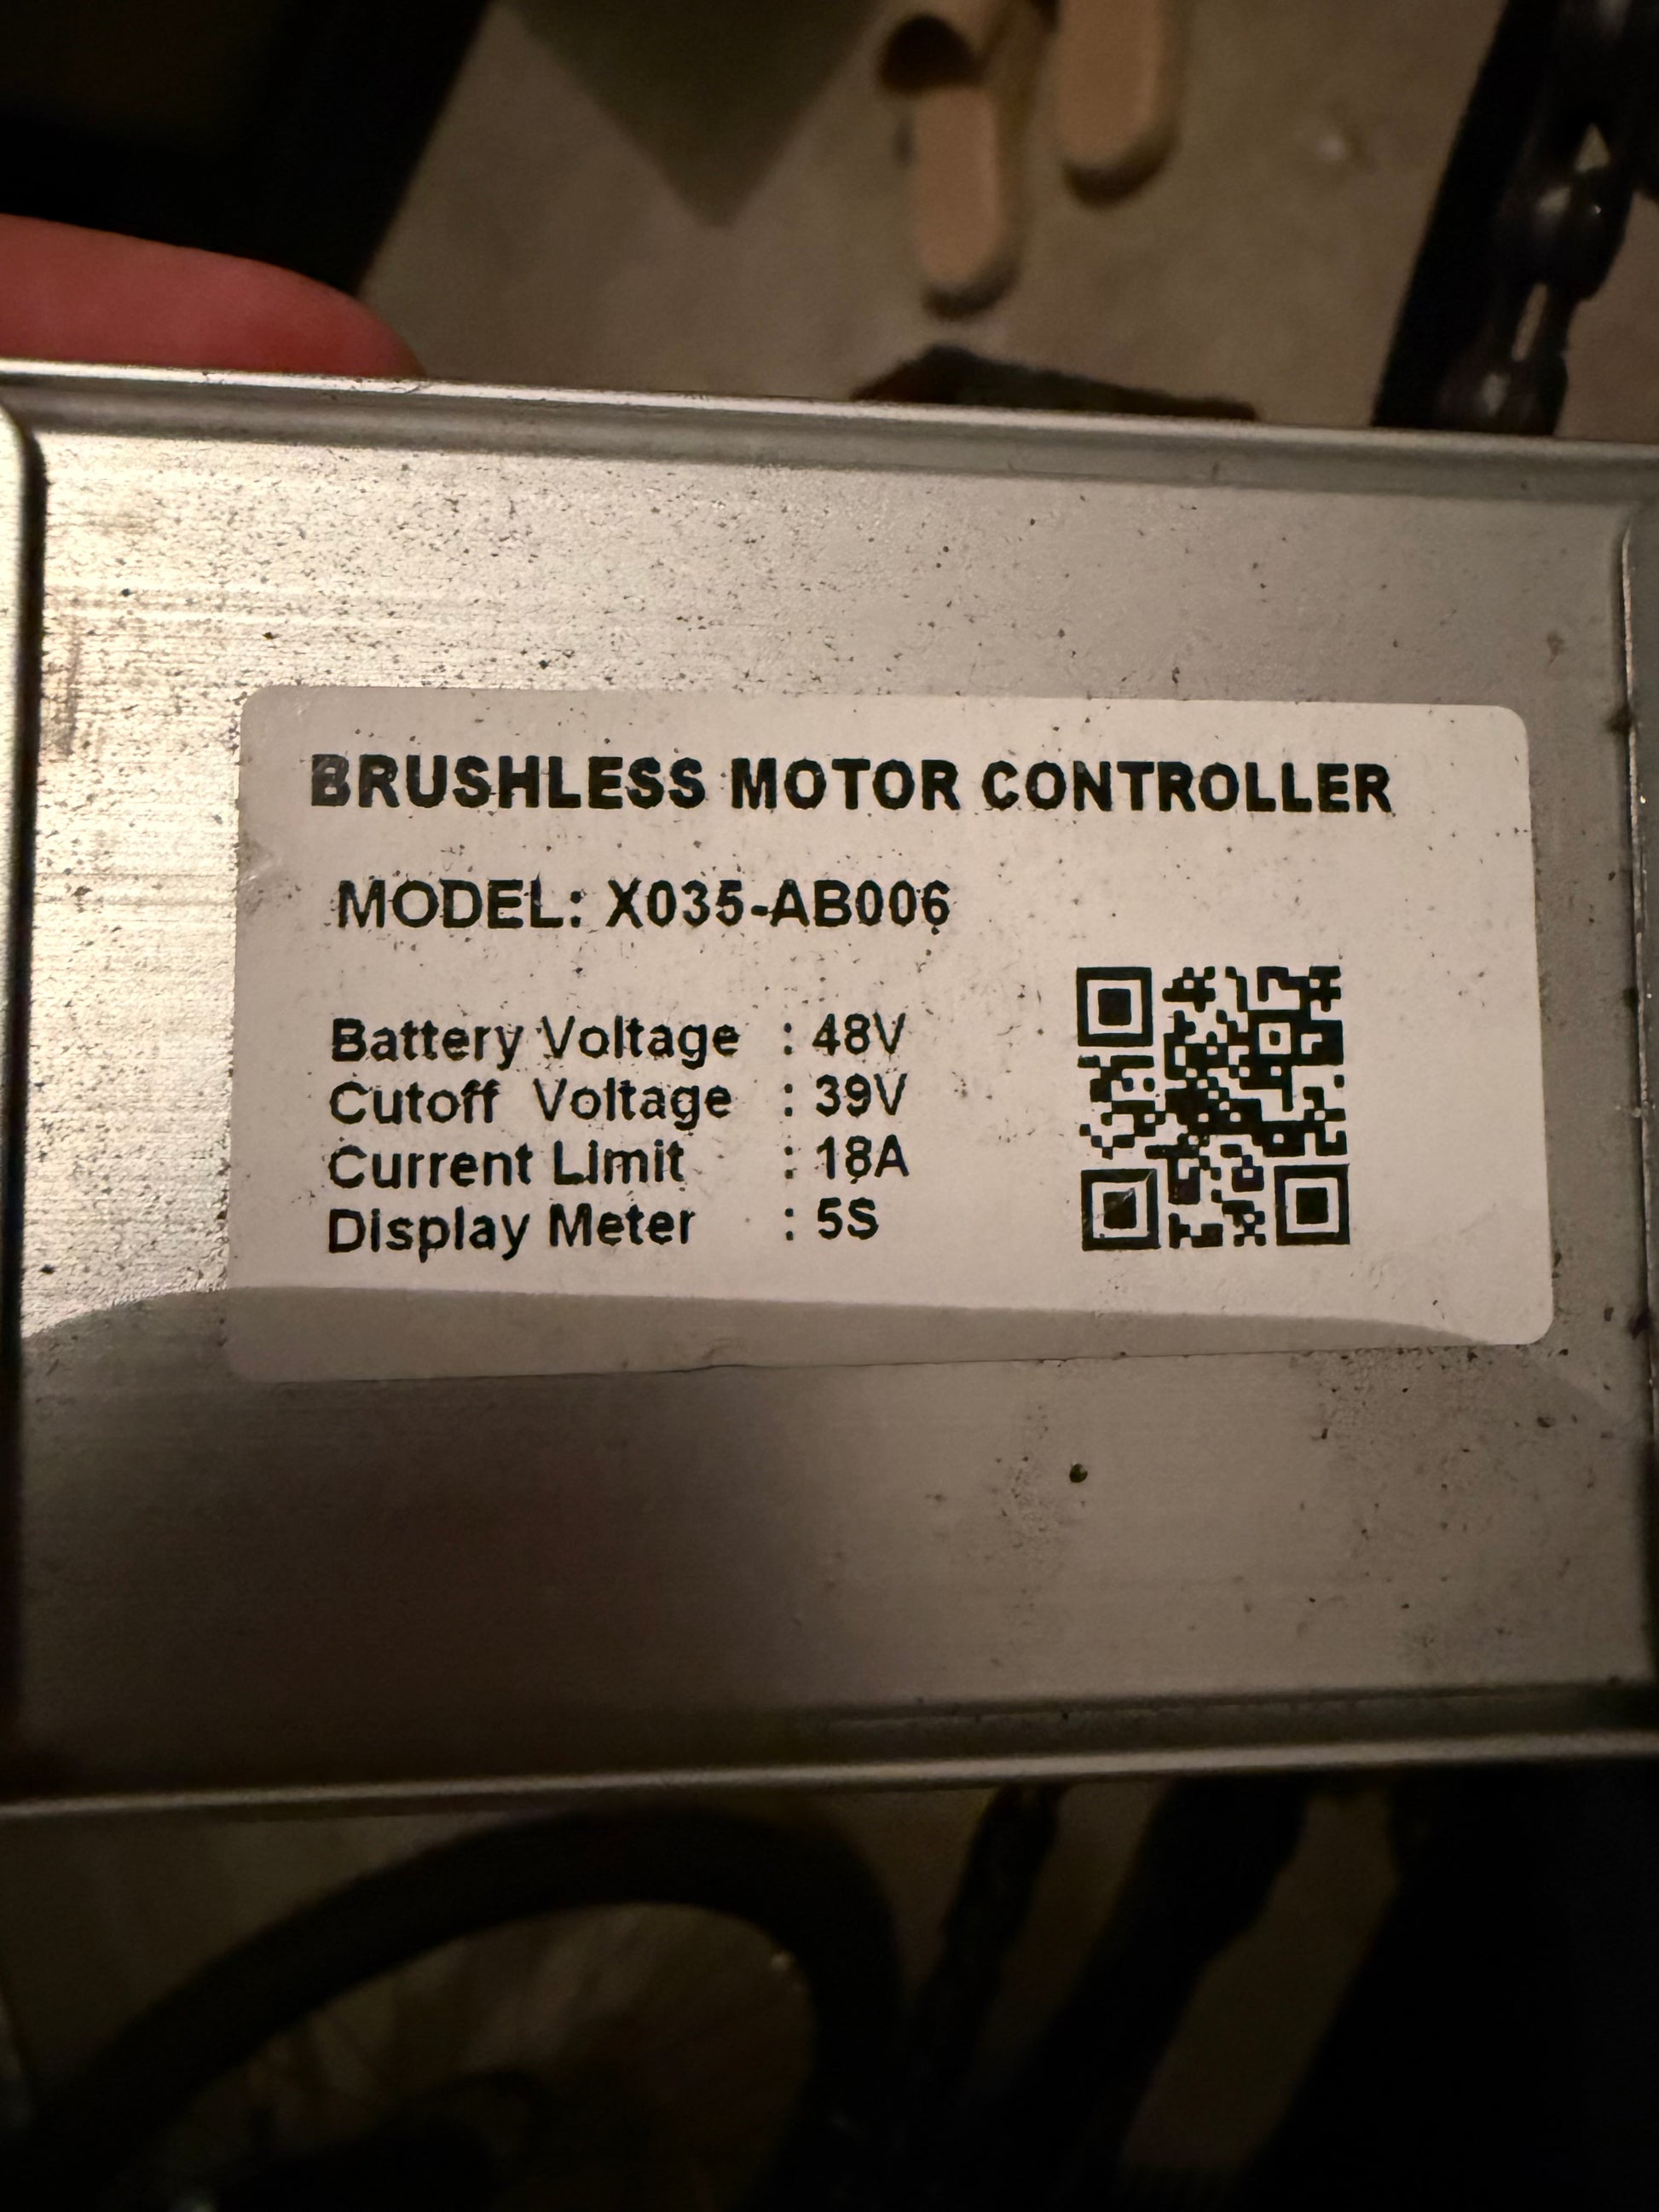 BRUSHLESS MOTOR CONTROLLER
MODEL: X035-AB006
Battery Voltage : 48V
Cutoff Voltage : 39V
Current Limit : 18A
Display Meter : 5S